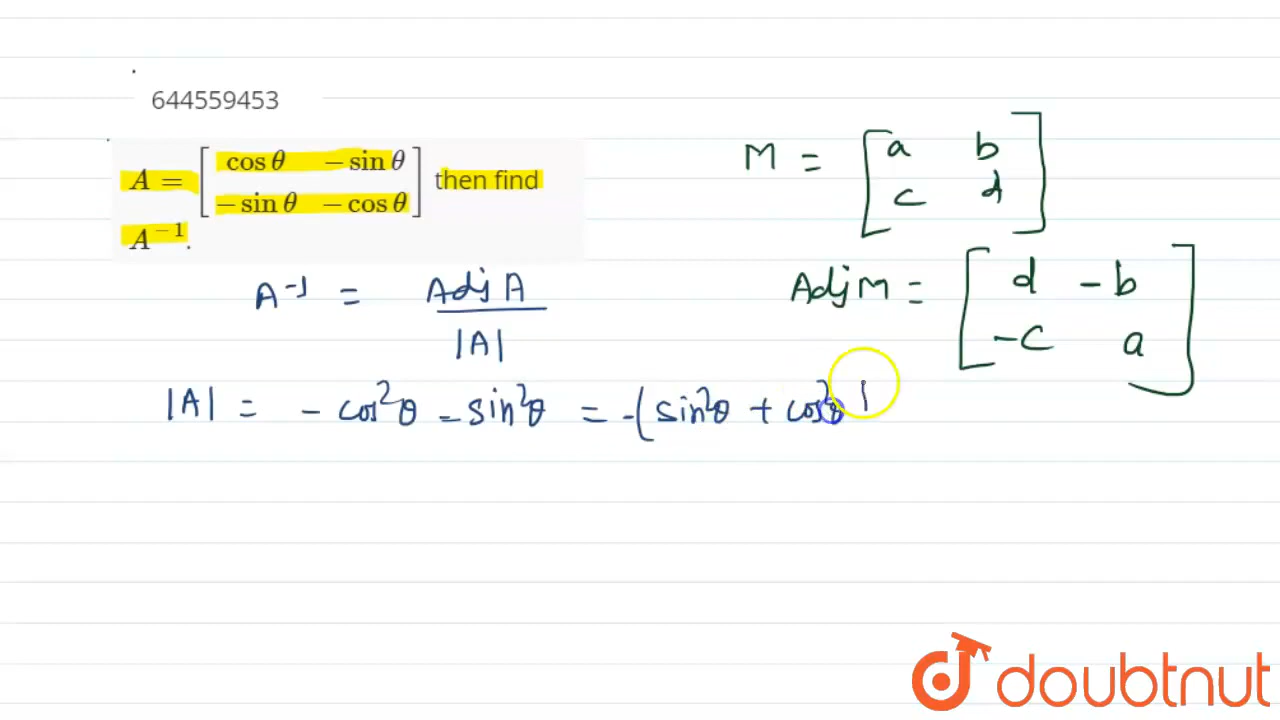 644559453
A = [ cos θ − sin θ
− sin θ − cos θ ] then find
A⁻¹.
M = [ a b
c d ]
A⁻¹ = Adj A
|A|
Adj M = [ d − b
− c a ]
|A| = − cos²θ − sin²θ = −( sin²θ + cos²θ
doubtnut